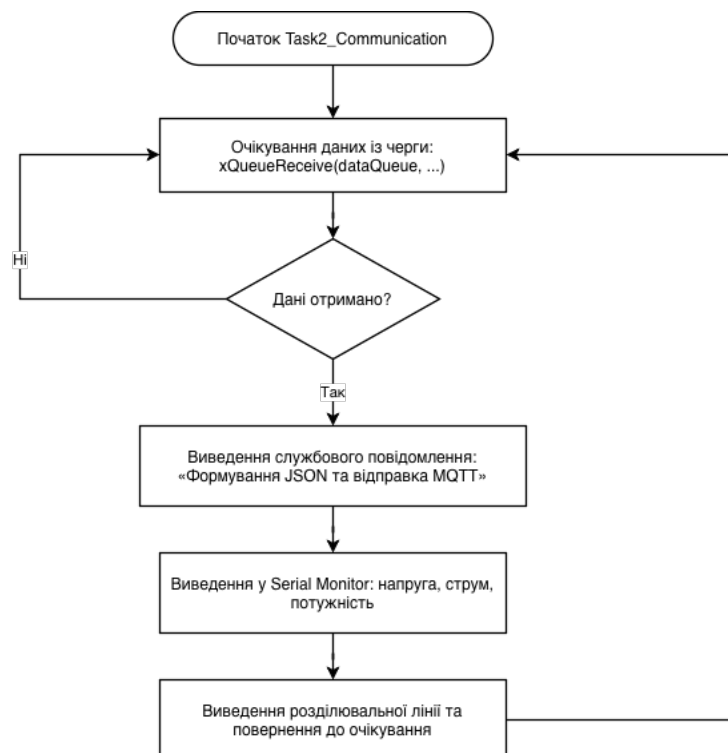 Початок Task2_Communication
Очікування даних із черги:
xQueueReceive(dataQueue, ...)
Ні
Дані отримано?
Так
Виведення службового повідомлення:
«Формування JSON та відправка MQTT»
Виведення у Serial Monitor: напруга, струм,
потужність
Виведення розділювальної лінії та
повернення до очікування